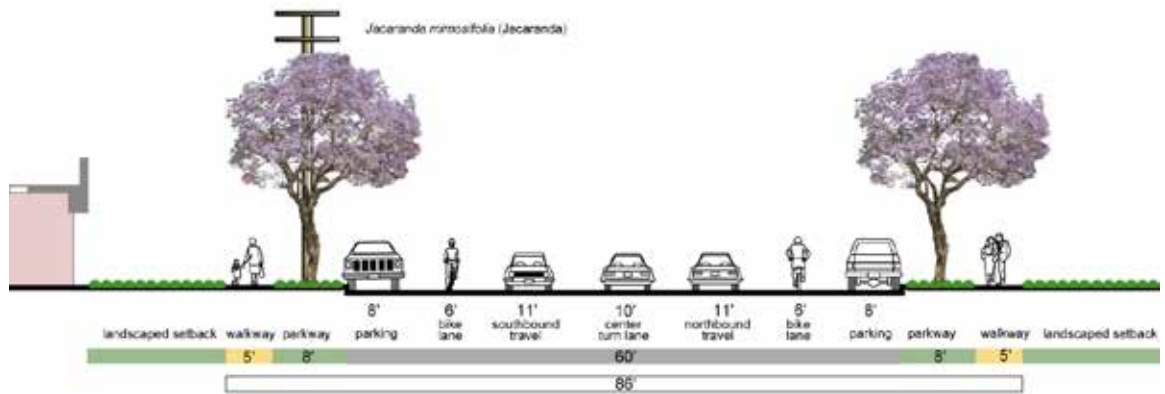 Jacaranda mimosifolia (Jacaranda)
8' 6' 11' 10' 11' 6' 8'
landscaped setback walkway parkway parking bike lane southbound travel center turn lane northbound travel bike lane parking parkway walkway landscaped setback
5' 8' 60' 8' 5'
86'